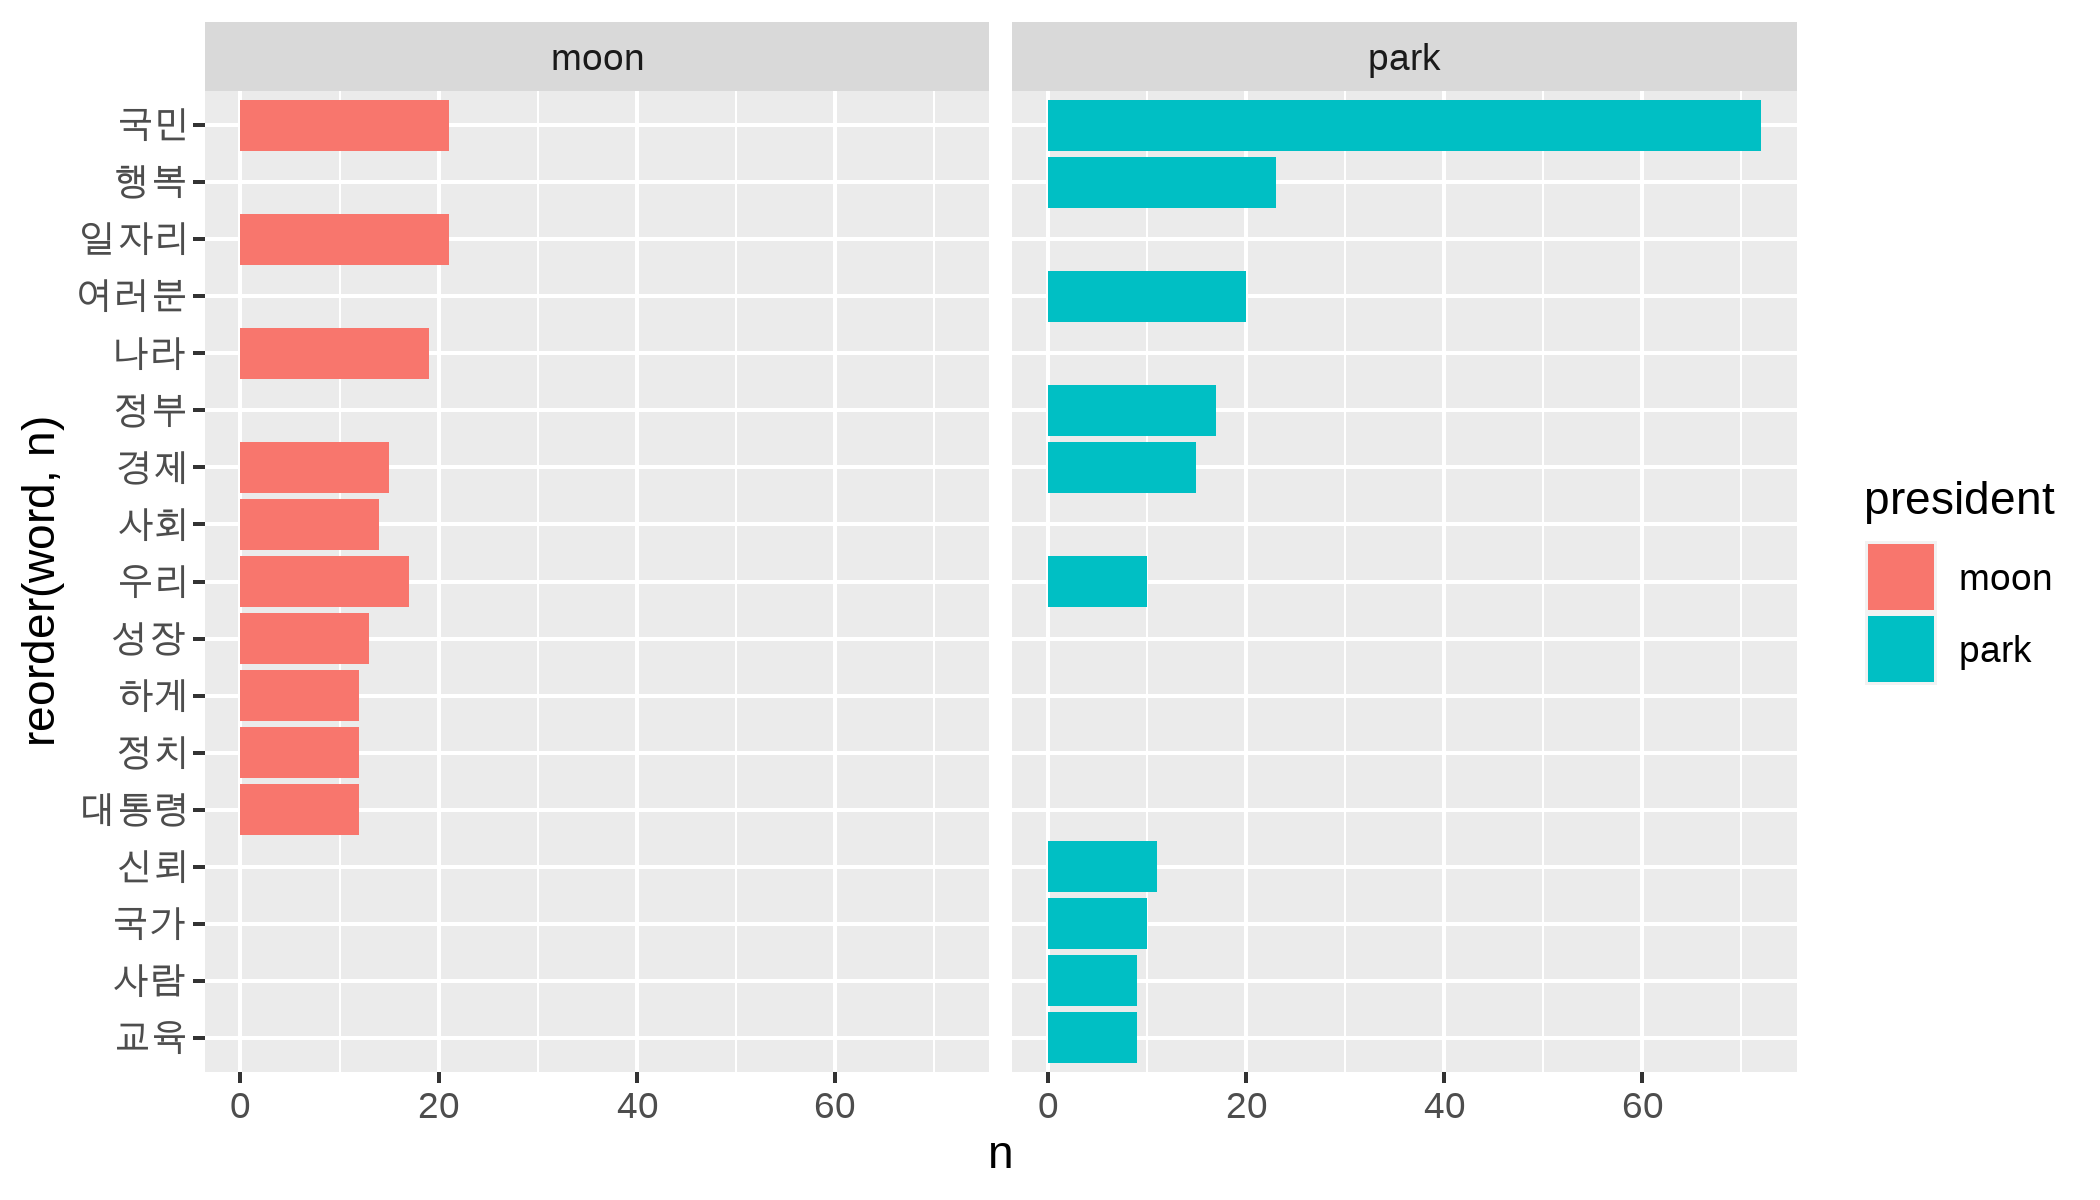 moon
park
국민
행복
일자리
여러분
나라
정부
경제
사회
우리
성장
하게
정치
대통령
신뢰
국가
사람
교육
0 20 40 60
0 20 40 60
n
reorder(word, n)
president
moon
park